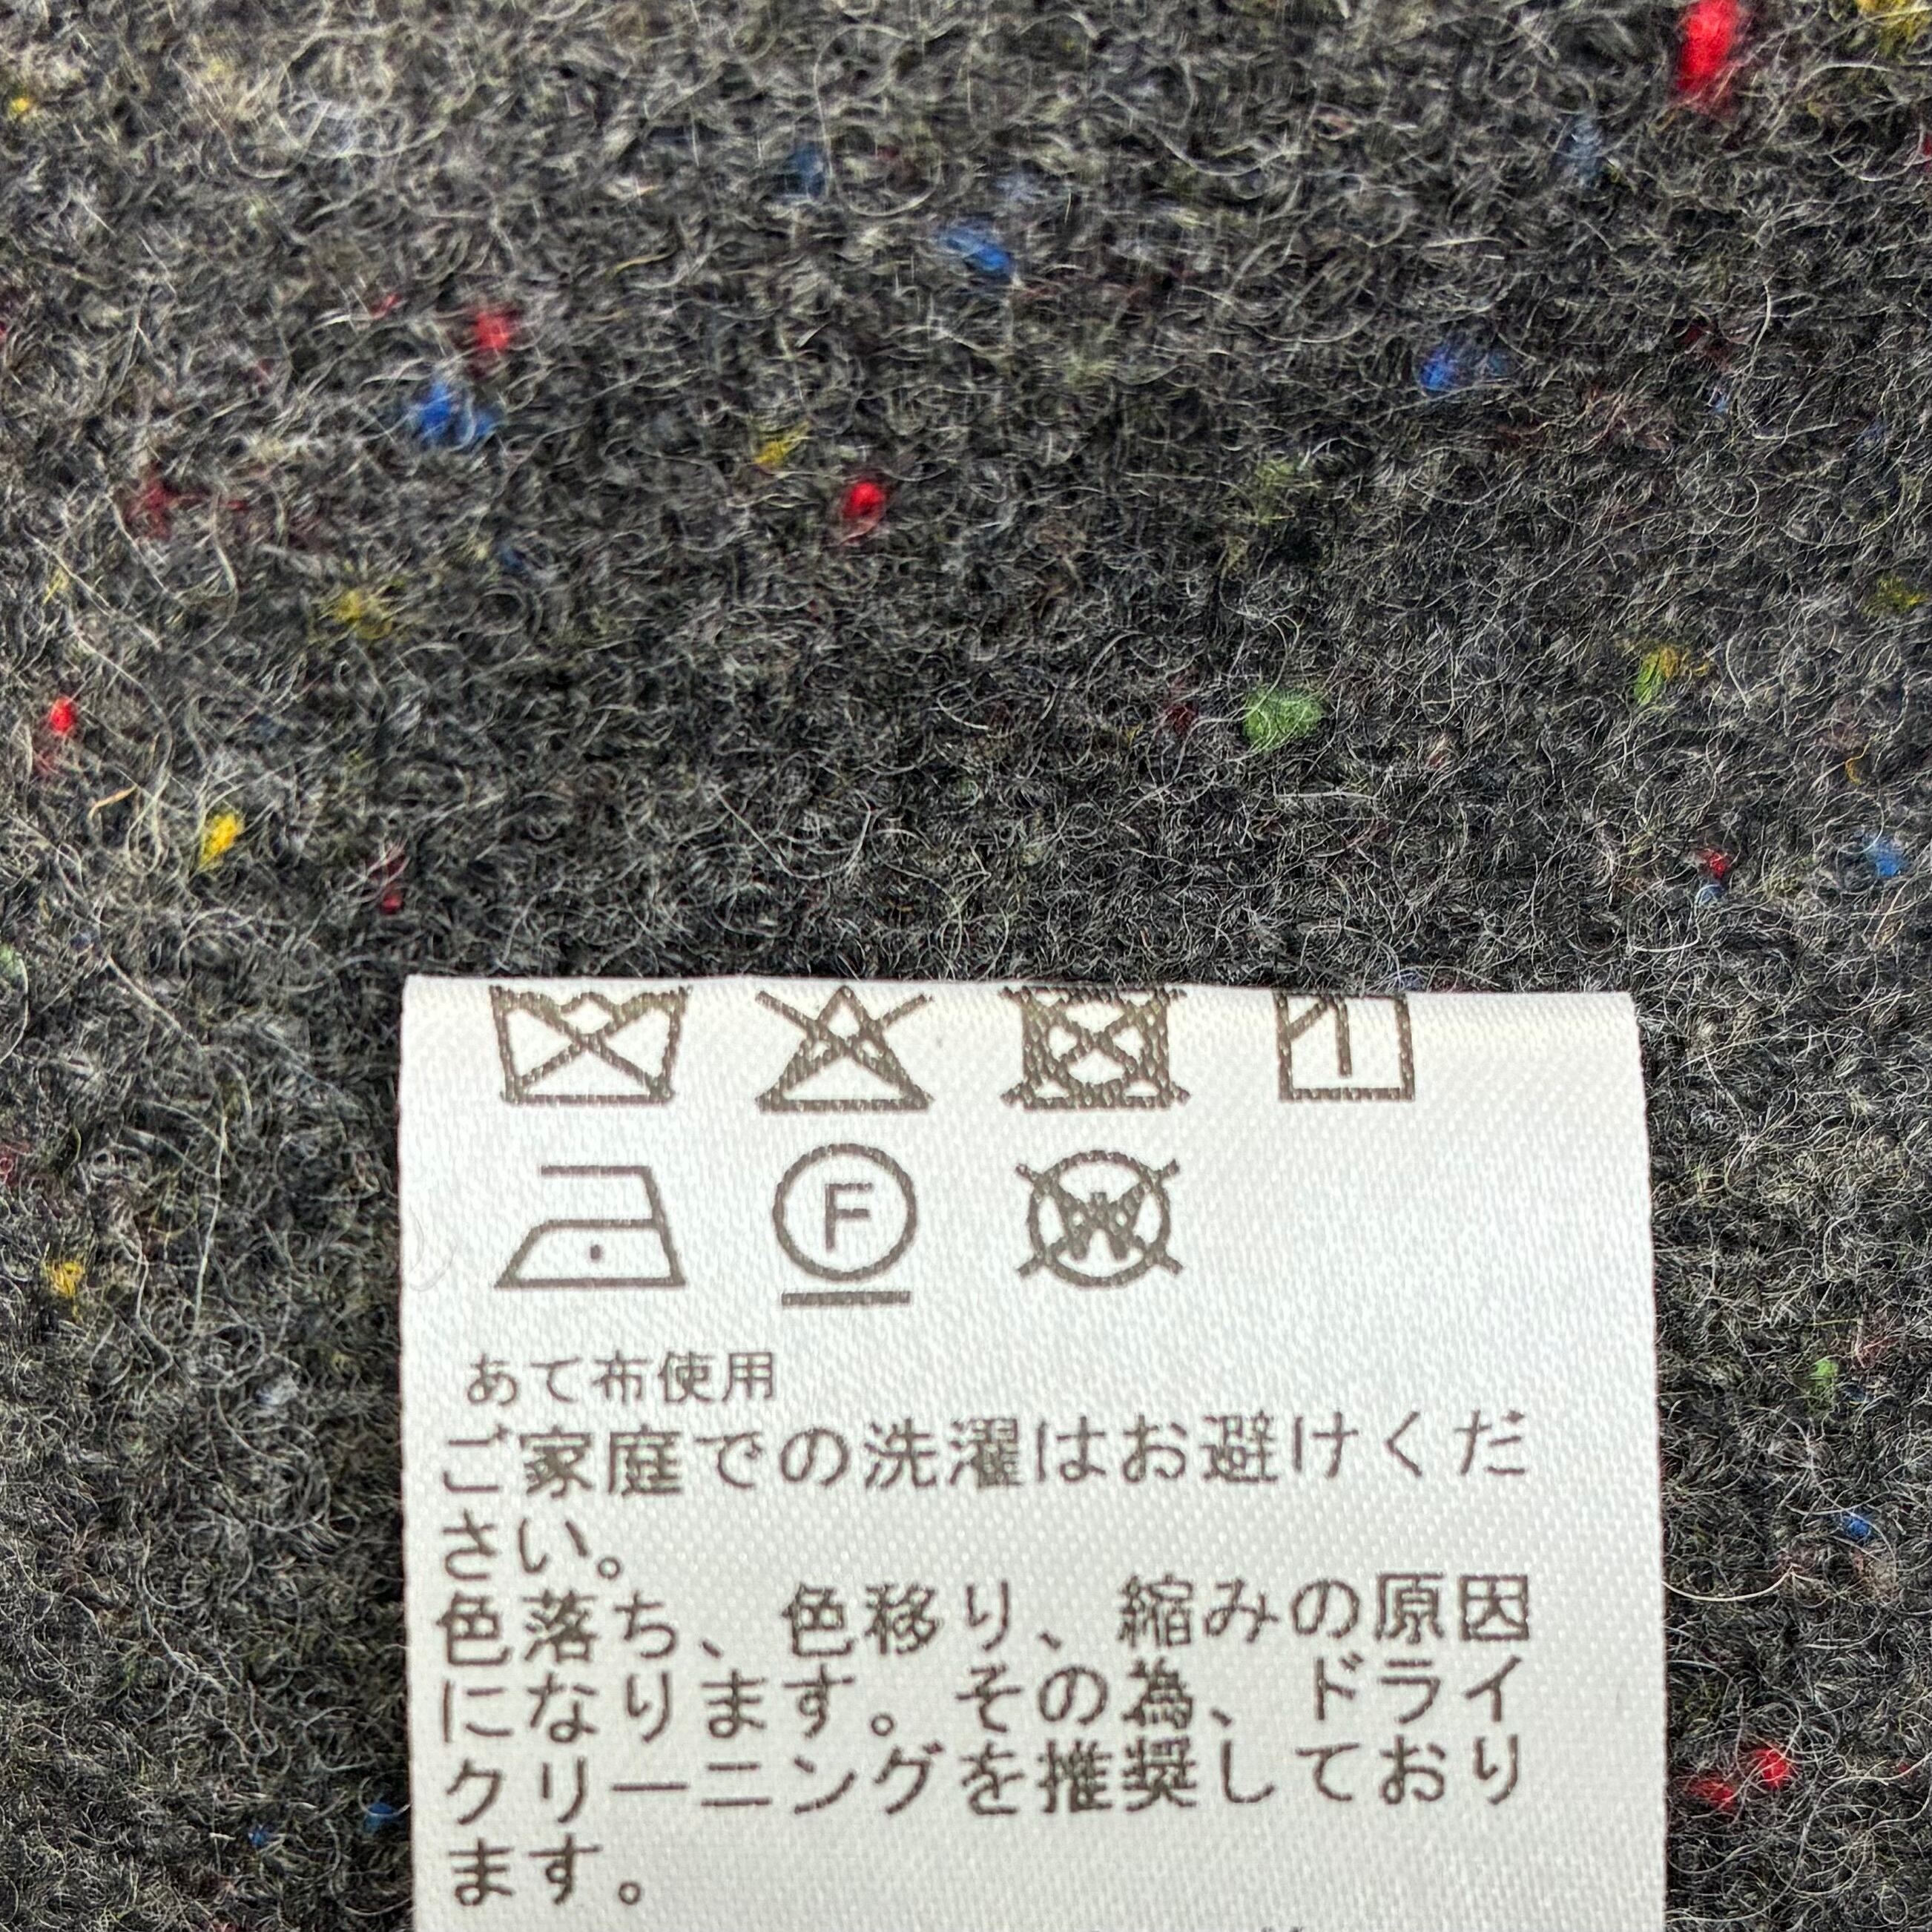 F
W
あて布使用
ご家庭での洗濯はお避けくだ
さい。
色落ち、色移り、縮みの原因
になります。その為、ドライ
クリーニングを推奨しており
ます。